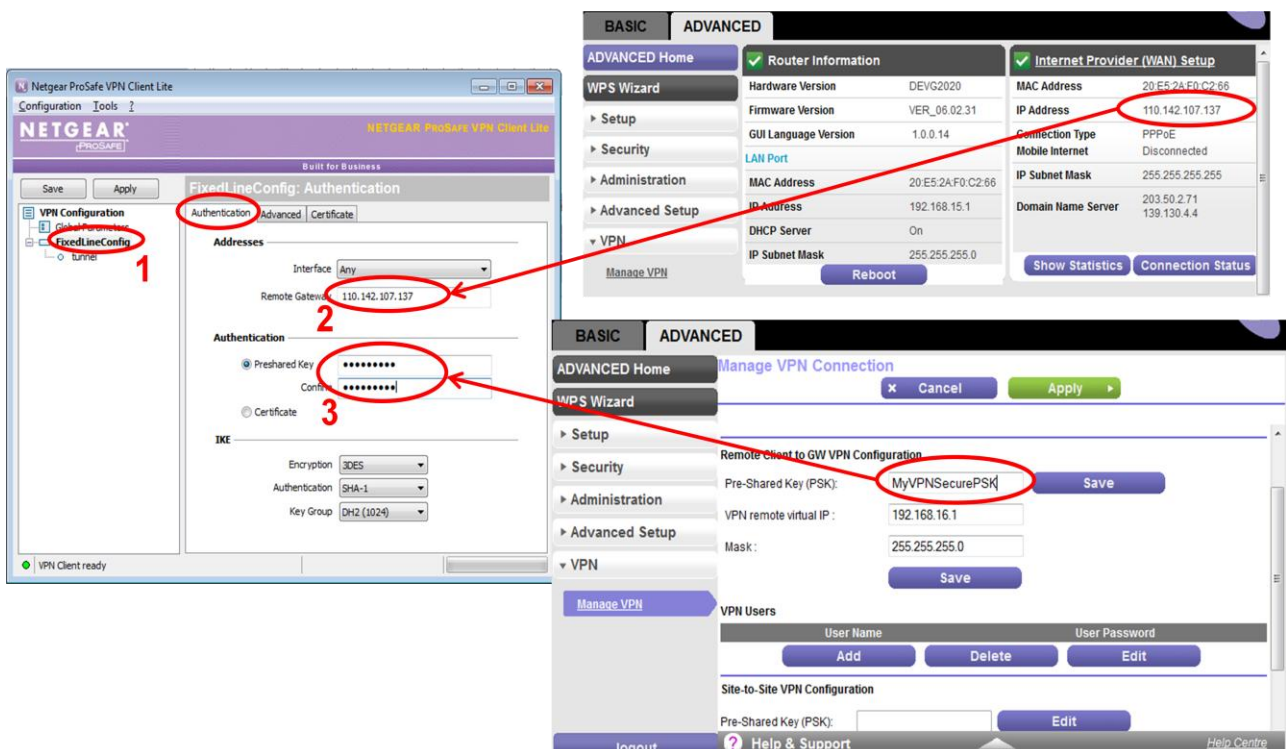 Netgear ProSafe VPN Client Lite
Configuration Tools ?
NETGEAR®
PROSAFE
NETGEAR PROSAFE VPN Client Lite
Built for Business
Save
Apply
FixedLineConfig: Authentication
VPN Configuration
Global Parameters
FixedLineConfig
tunnel
1
Authentication
Advanced
Certificate
Addresses
Interface
Any
Remote Gateway
110.142.107.137
2
Authentication
Preshared Key
•••••••••
Confirm
•••••••••
3
Certificate
IKE
Encryption
3DES
Authentication
SHA-1
Key Group
DH2 (1024)
VPN Client ready
BASIC
ADVANCED
ADVANCED Home
WPS Wizard
Setup
Security
Administration
Advanced Setup
VPN
Manage VPN
Router Information
Hardware Version DEVG2020
Firmware Version VER_06.02.31
GUI Language Version 1.0.0.14
LAN Port
MAC Address 20:E5:2A:F0:C2:66
IP Address 192.168.15.1
DHCP Server On
IP Subnet Mask 255.255.255.0
Reboot
Internet Provider (WAN) Setup
MAC Address 20:E5:2A:F0:C2:66
IP Address 110.142.107.137
Connection Type PPPoE
Mobile Internet Disconnected
IP Subnet Mask 255.255.255.255
Domain Name Server 203.50.2.71
139.130.4.4
Show Statistics
Connection Status
BASIC
ADVANCED
ADVANCED Home
WPS Wizard
Setup
Security
Administration
Advanced Setup
VPN
Manage VPN
logout
Manage VPN Connection
Cancel
Apply
Remote Client to GW VPN Configuration
Pre-Shared Key (PSK): MyVPNSecurePSK
Save
VPN remote virtual IP : 192.168.16.1
Mask : 255.255.255.0
Save
VPN Users
User Name
User Password
Add
Delete
Edit
Site-to-Site VPN Configuration
Pre-Shared Key (PSK):
Edit
Help & Support
Help Centre